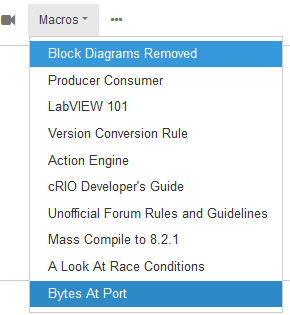 Macros
Block Diagrams Removed
Producer Consumer
LabVIEW 101
Version Conversion Rule
Action Engine
cRIO Developer's Guide
Unofficial Forum Rules and Guidelines
Mass Compile to 8.2.1
A Look At Race Conditions
Bytes At Port